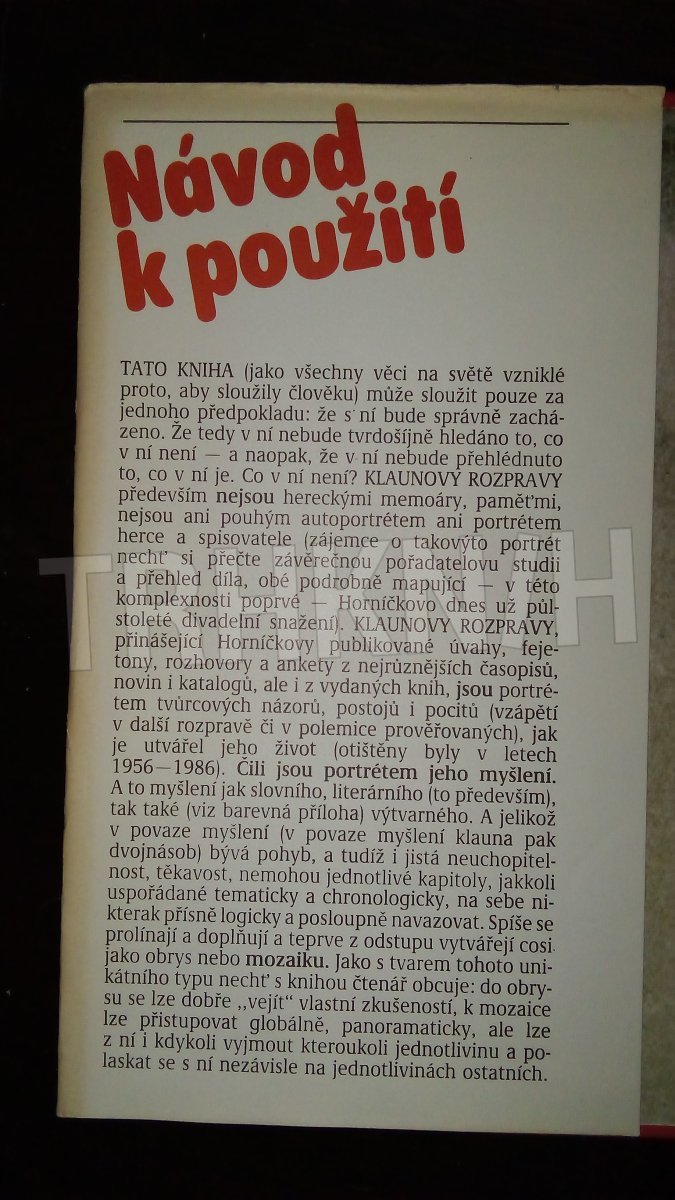 Návod
k použití
TATO KNIHA (jako všechny věci na světě vzniklé
proto, aby sloužily člověku) může sloužit pouze za
jednoho předpokladu: že s ní bude správně zachá-
zeno. Že tedy v ní nebude tvrdošíjně hledáno to, co
v ní není — a naopak, že v ní nebude přehlédnuto
to, co v ní je. Co v ní není? KLAUNOVY ROZPRAVY
především nejsou hereckými memoáry, paměťmi,
nejsou ani pouhým autoportrétem ani portrétem
herce a spisovatele (zájemce o takovýto portrét
nechť si přečte závěrečnou pořadatelovu studii
a přehled díla, obé podrobně mapující — v této
komplexnosti poprvé — Horníčkovo dnes už půl-
stoleté divadelní snažení). KLAUNOVY ROZPRAVY,
přinášející Horníčkovy publikované úvahy, feje-
tony, rozhovory a ankety z nejrůznějších časopisů,
novin i katalogů, ale i z vydaných knih, jsou portré-
tem tvůrcových názorů, postojů i pocitů (vzápětí
v další rozpravě či v polemice prověřovaných), jak
je utvářel jeho život (otištěny byly v letech
1956—1986). Čili jsou portrétem jeho myšlení.
A to myšlení jak slovního, literárního (to především),
tak také (viz barevná příloha) výtvarného. A jelikož
v povaze myšlení (v povaze myšlení klauna pak
dvojnásob) bývá pohyb, a tudíž i jistá neuchopitel-
nost, těkavost, nemohou jednotlivé kapitoly, jakkoli
uspořádané tematicky a chronologicky, na sebe ni-
kterak přísně logicky a posloupně navazovat. Spíše se
prolínají a doplňují a teprve z odstupu vytvářejí cosi
jako obrys nebo mozaiku. Jako s tvarem tohoto uni-
kátního typu nechť s knihou čtenář obcuje: do obry-
su se lze dobře ,,vejít“ vlastní zkušeností, k mozaice
lze přistupovat globálně, panoramaticky, ale lze
z ní i kdykoli vyjmout kteroukoli jednotlivinu a po-
laskat se s ní nezávisle na jednotlivinách ostatních.